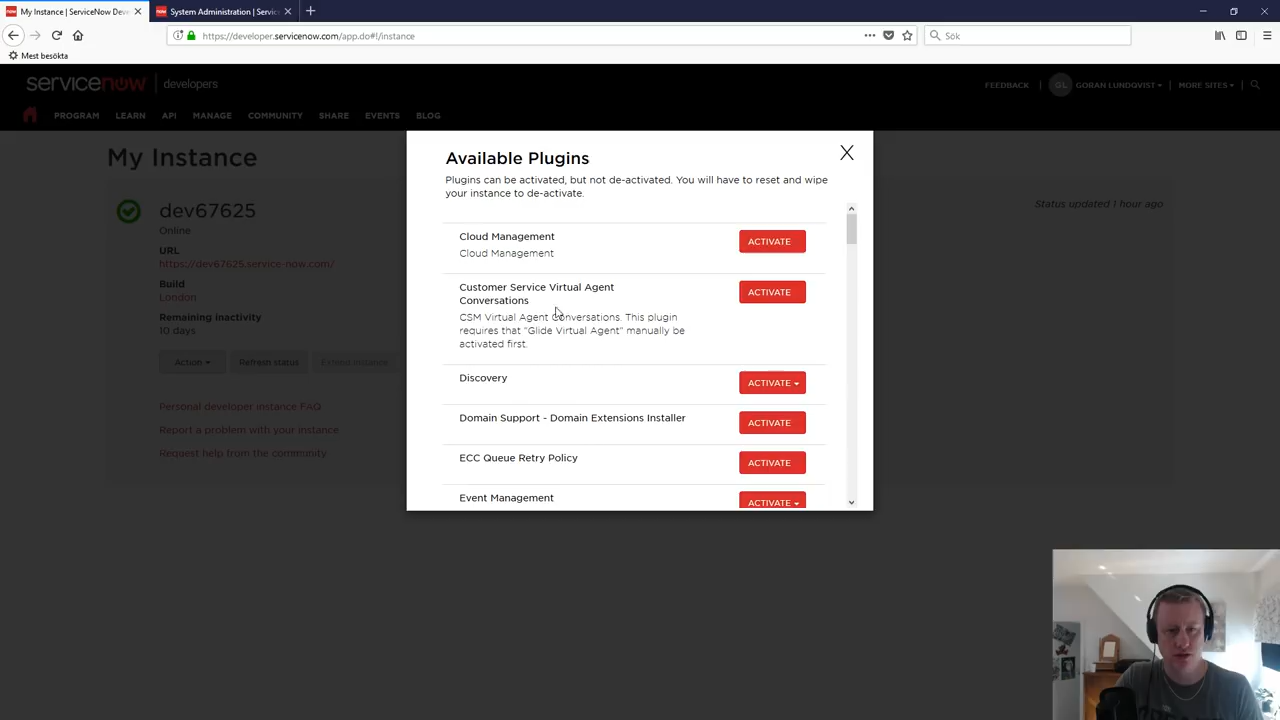 My Instance | ServiceNow Deve
System Administration | Servic
https://developer.servicenow.com/app.do#!/instance
Sök
Mest besökta
servicenow developers
FEEDBACK
GL
GORAN LUNDQVIST
MORE SITES
PROGRAM LEARN API MANAGE COMMUNITY SHARE EVENTS BLOG
My Instance
dev67625
Online
URL
https://dev67625.service-now.com/
Build
London
Remaining inactivity
10 days
Action
Refresh status
Extend Instance
Personal developer instance FAQ
Report a problem with your instance
Request help from the community
Status updated 1 hour ago
Available Plugins
X
Plugins can be activated, but not de-activated. You will have to reset and wipe
your instance to de-activate.
Cloud Management
Cloud Management
ACTIVATE
Customer Service Virtual Agent
Conversations
CSM Virtual Agent Conversations. This plugin
requires that "Glide Virtual Agent" manually be
activated first.
ACTIVATE
Discovery
ACTIVATE
Domain Support - Domain Extensions Installer
ACTIVATE
ECC Queue Retry Policy
ACTIVATE
Event Management
ACTIVATE